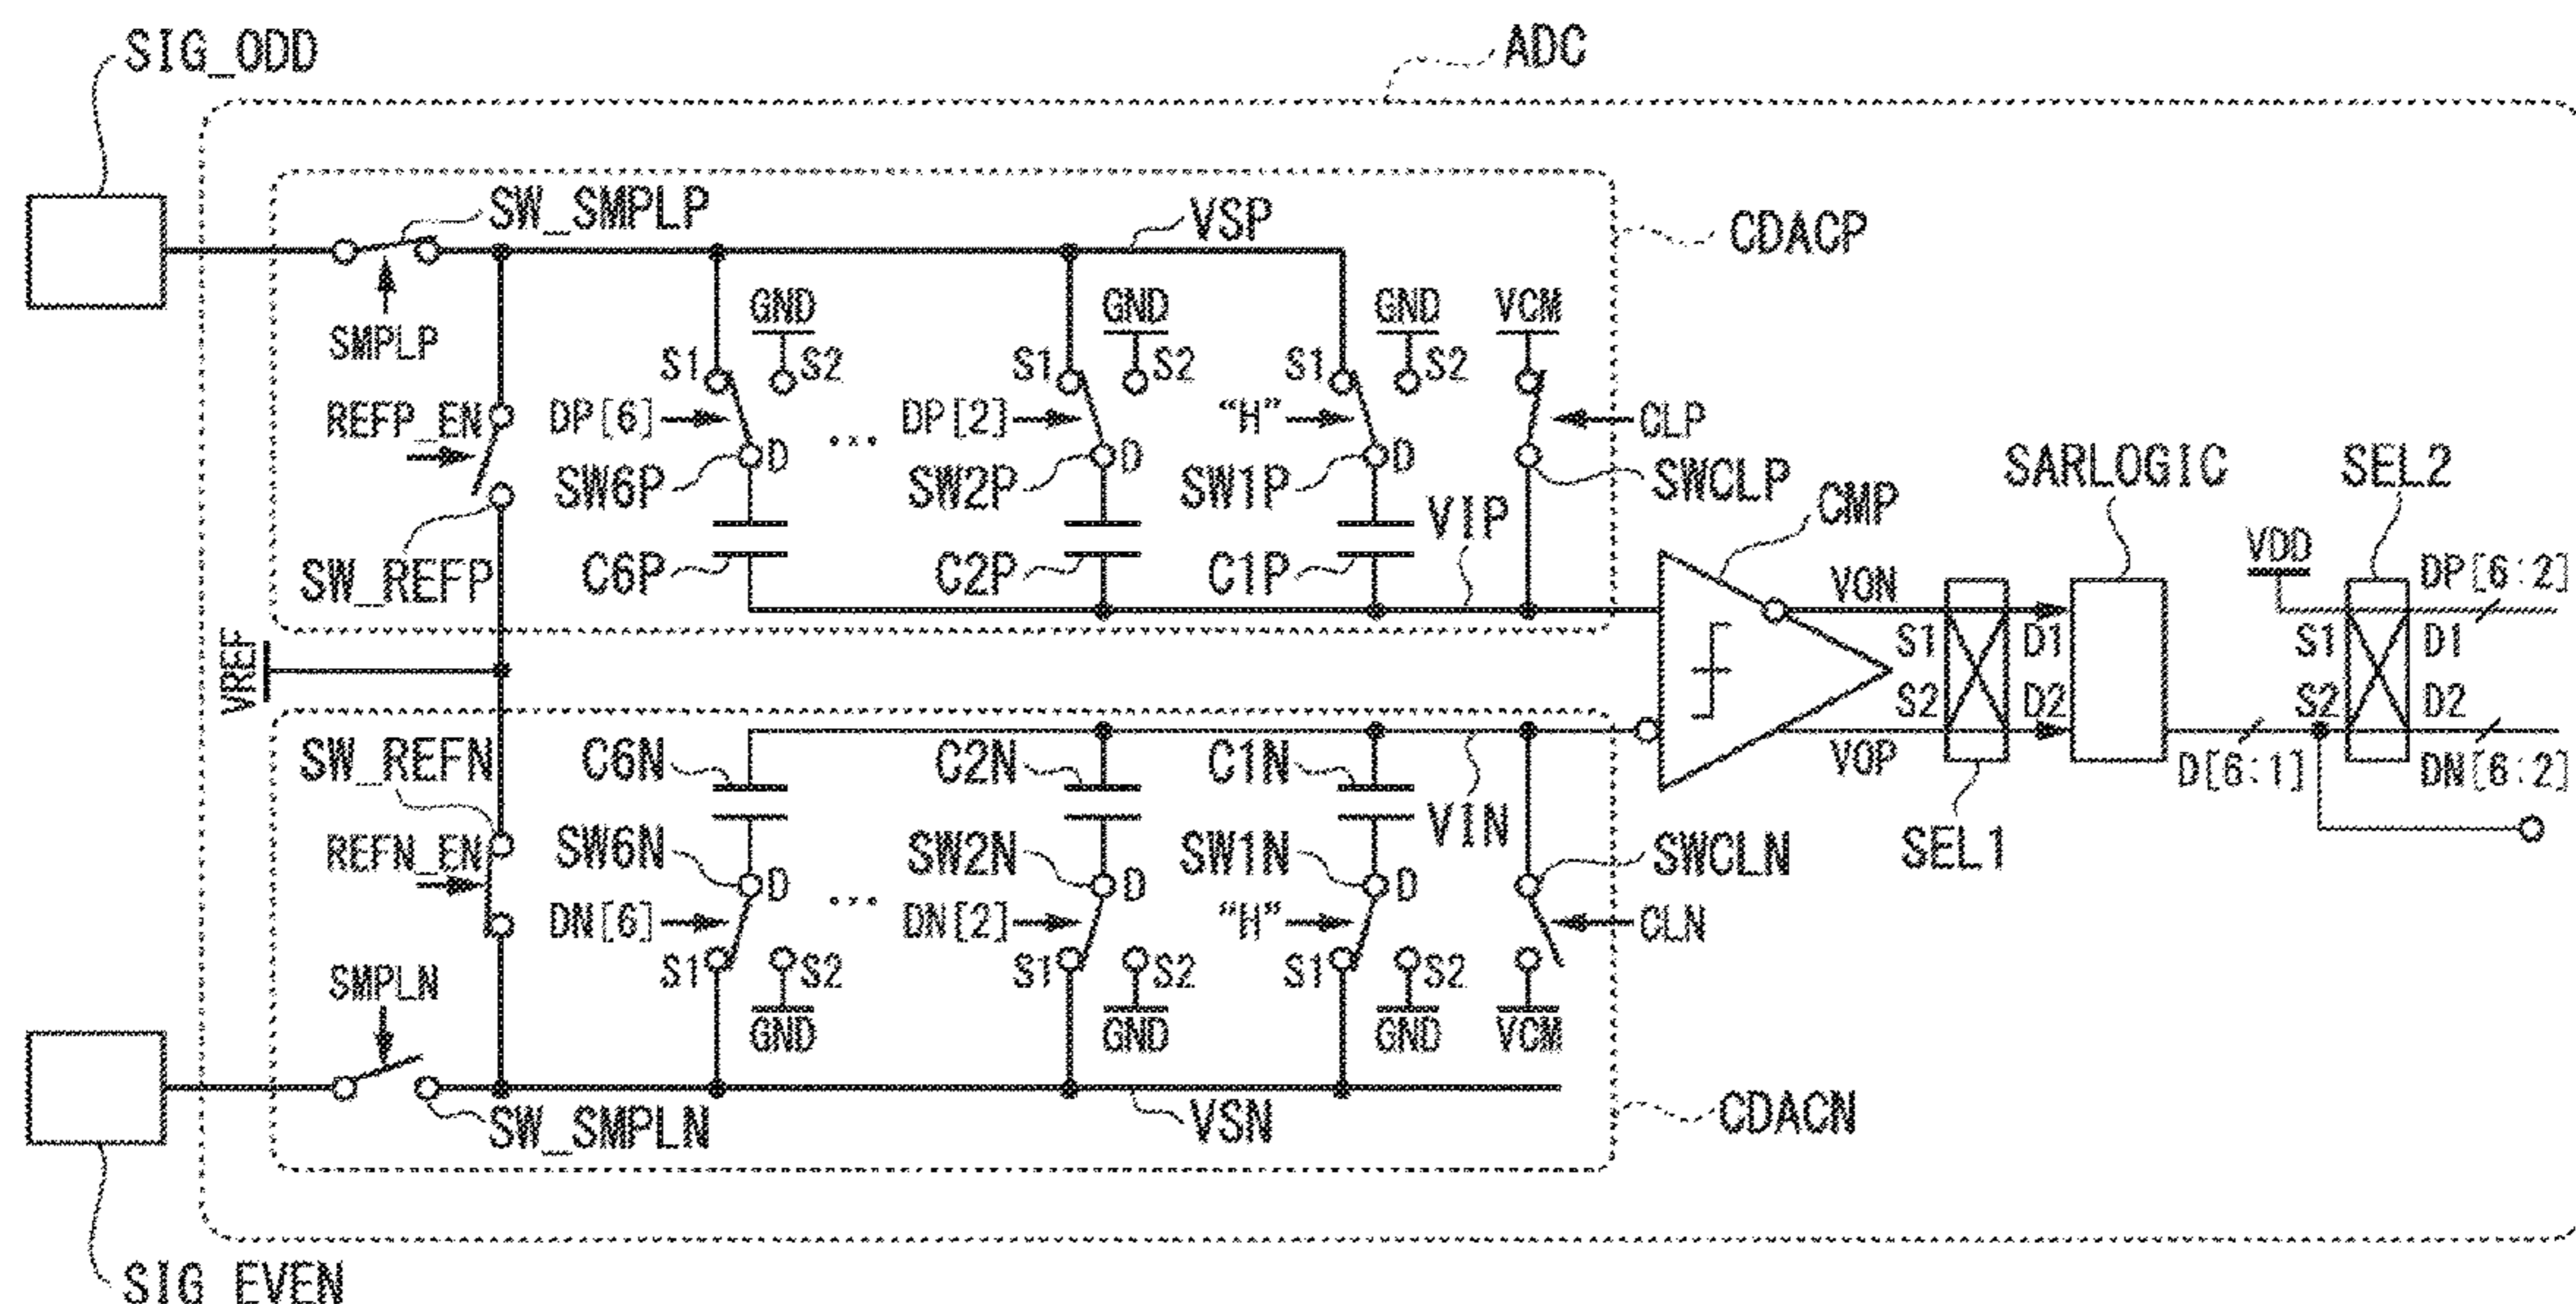 SIG_ODD
ADC
SW_SMPLP
VSP
CDACP
GND
GND
GND
VCM
SMPLP
S1
S2
S1
S2
S1
S2
REFP_EN
DP[6]
DP[2]
"H"
CLP
D
D
D
SW6P
SW2P
SW1P
SWCLP
SARLOGIC
SEL2
CMP
VIP
SW_REFP
C6P
C2P
C1P
VDD
DP[6:2]
VON
S1
D1
S1
D1
VREF
S2
D2
S2
D2
SW_REFN
C6N
C2N
C1N
VIN
VOP
D[6:1]
DN[6:2]
REFN_EN
SW6N
SW2N
SW1N
SWCLN
SEL1
D
D
D
DN[6]
DN[2]
"H"
CLN
SMPLN
S1
S2
S1
S2
S1
S2
GND
GND
GND
VCM
SW_SMPLN
VSN
CDACN
SIG_EVEN